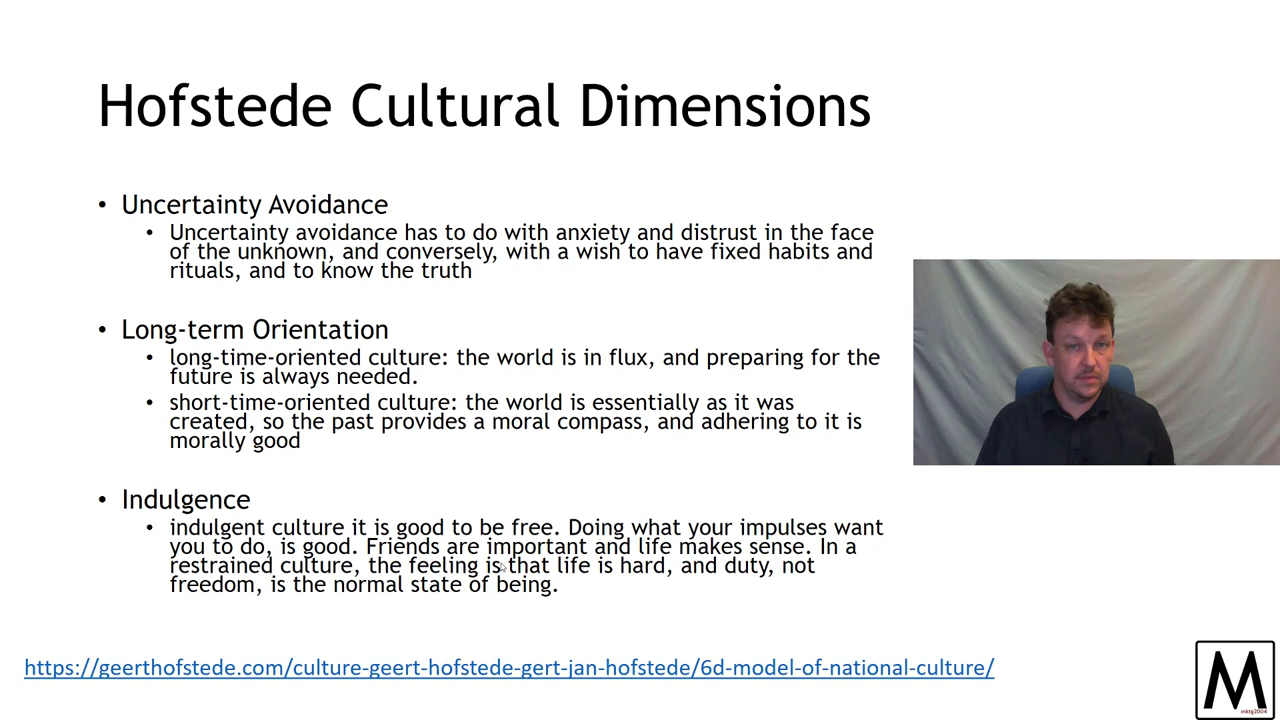 Hofstede Cultural Dimensions
• Uncertainty Avoidance
• Uncertainty avoidance has to do with anxiety and distrust in the face
of the unknown, and conversely, with a wish to have fixed habits and
rituals, and to know the truth
• Long-term Orientation
• long-time-oriented culture: the world is in flux, and preparing for the
future is always needed.
• short-time-oriented culture: the world is essentially as it was
created, so the past provides a moral compass, and adhering to it is
morally good
• Indulgence
• indulgent culture it is good to be free. Doing what your impulses want
you to do, is good. Friends are important and life makes sense. In a
restrained culture, the feeling is that life is hard, and duty, not
freedom, is the normal state of being.
https://geerthofstede.com/culture-geert-hofstede-gert-jan-hofstede/6d-model-of-national-culture/
M
mktg2004